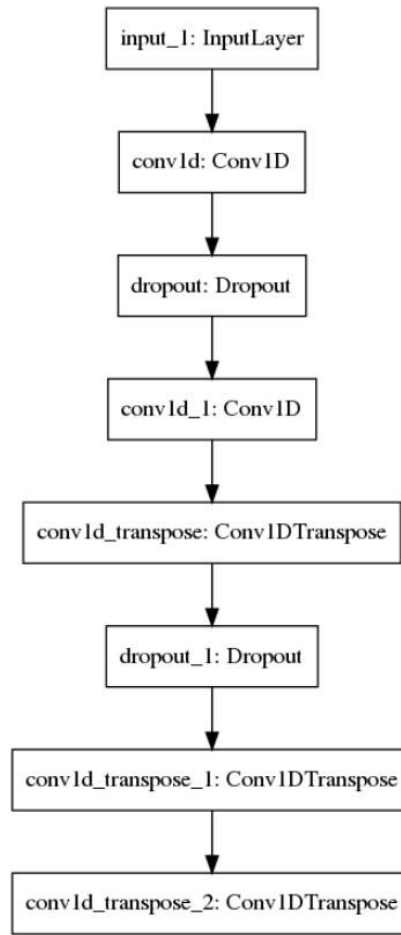 input_1: InputLayer
conv1d: Conv1D
dropout: Dropout
conv1d_1: Conv1D
conv1d_transpose: Conv1DTranspose
dropout_1: Dropout
conv1d_transpose_1: Conv1DTranspose
conv1d_transpose_2: Conv1DTranspose